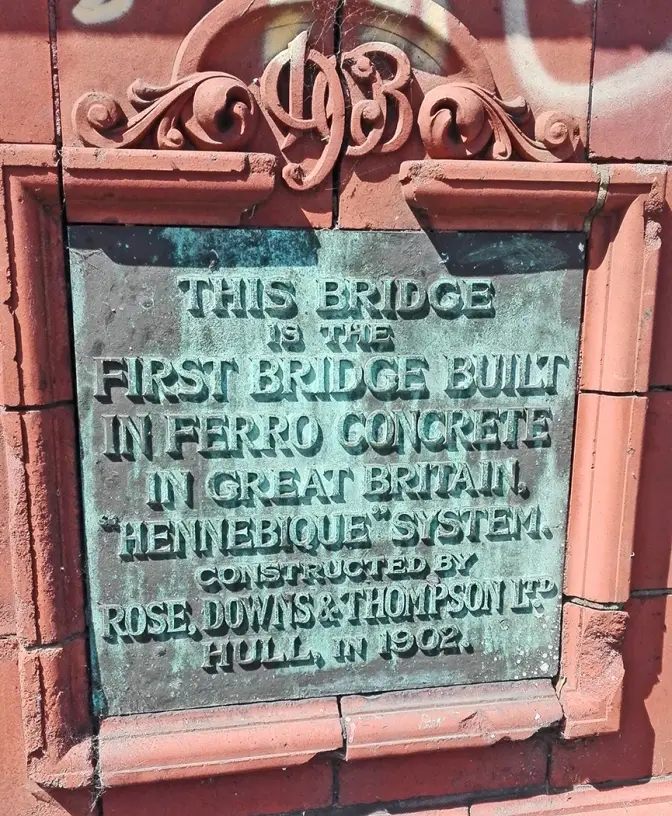 THIS BRIDGE
IS THE
FIRST BRIDGE BUILT
IN FERRO CONCRETE
IN GREAT BRITAIN,
"HENNEBIQUE" SYSTEM.
CONSTRUCTED BY
ROSE, DOWNS & THOMPSON LTD
HULL, IN 1902.